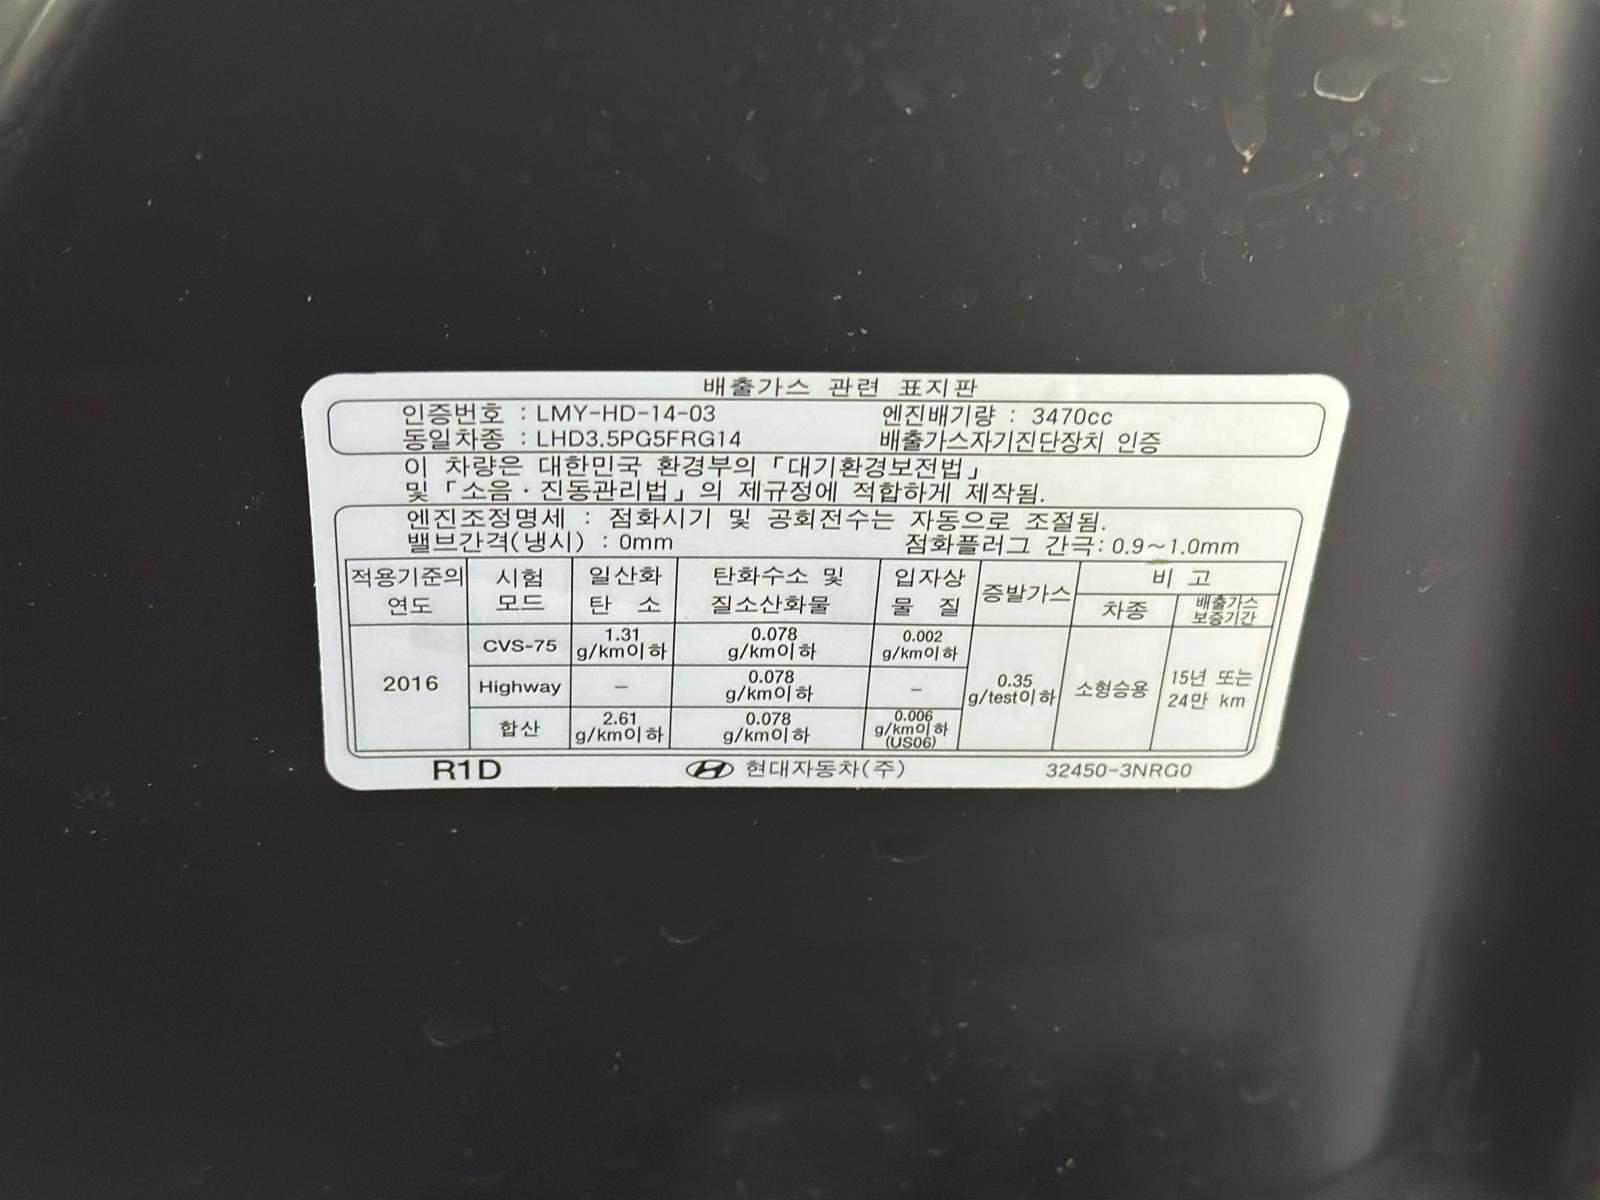 배출가스 관련 표지판
인증번호 : LMY-HD-14-03 엔진배기량 : 3470cc
동일차종 : LHD3.5PG5FRG14 배출가스자기진단장치 인증
이 차량은 대한민국 환경부의 「대기환경보전법」
및 「소음·진동관리법」의 제규정에 적합하게 제작됨.
엔진조정명세 : 점화시기 및 공회전수는 자동으로 조절됨.
밸브간격(냉시) : 0mm 점화플러그 간극: 0.9~1.0mm
적용기준의 연도 시험 모드 일산화 탄소 탄화수소 및 질소산화물 입자상 물질 증발가스 비고
차종 배출가스 보증기간
2016 CVS-75 1.31 g/km이하 0.078 g/km이하 0.002 g/km이하 0.35 g/test이하 소형승용 15년 또는 24만 km
Highway - 0.078 g/km이하 -
합산 2.61 g/km이하 0.078 g/km이하 0.006 g/km이하 (US06)
R1D 현대자동차(주) 32450-3NRG0